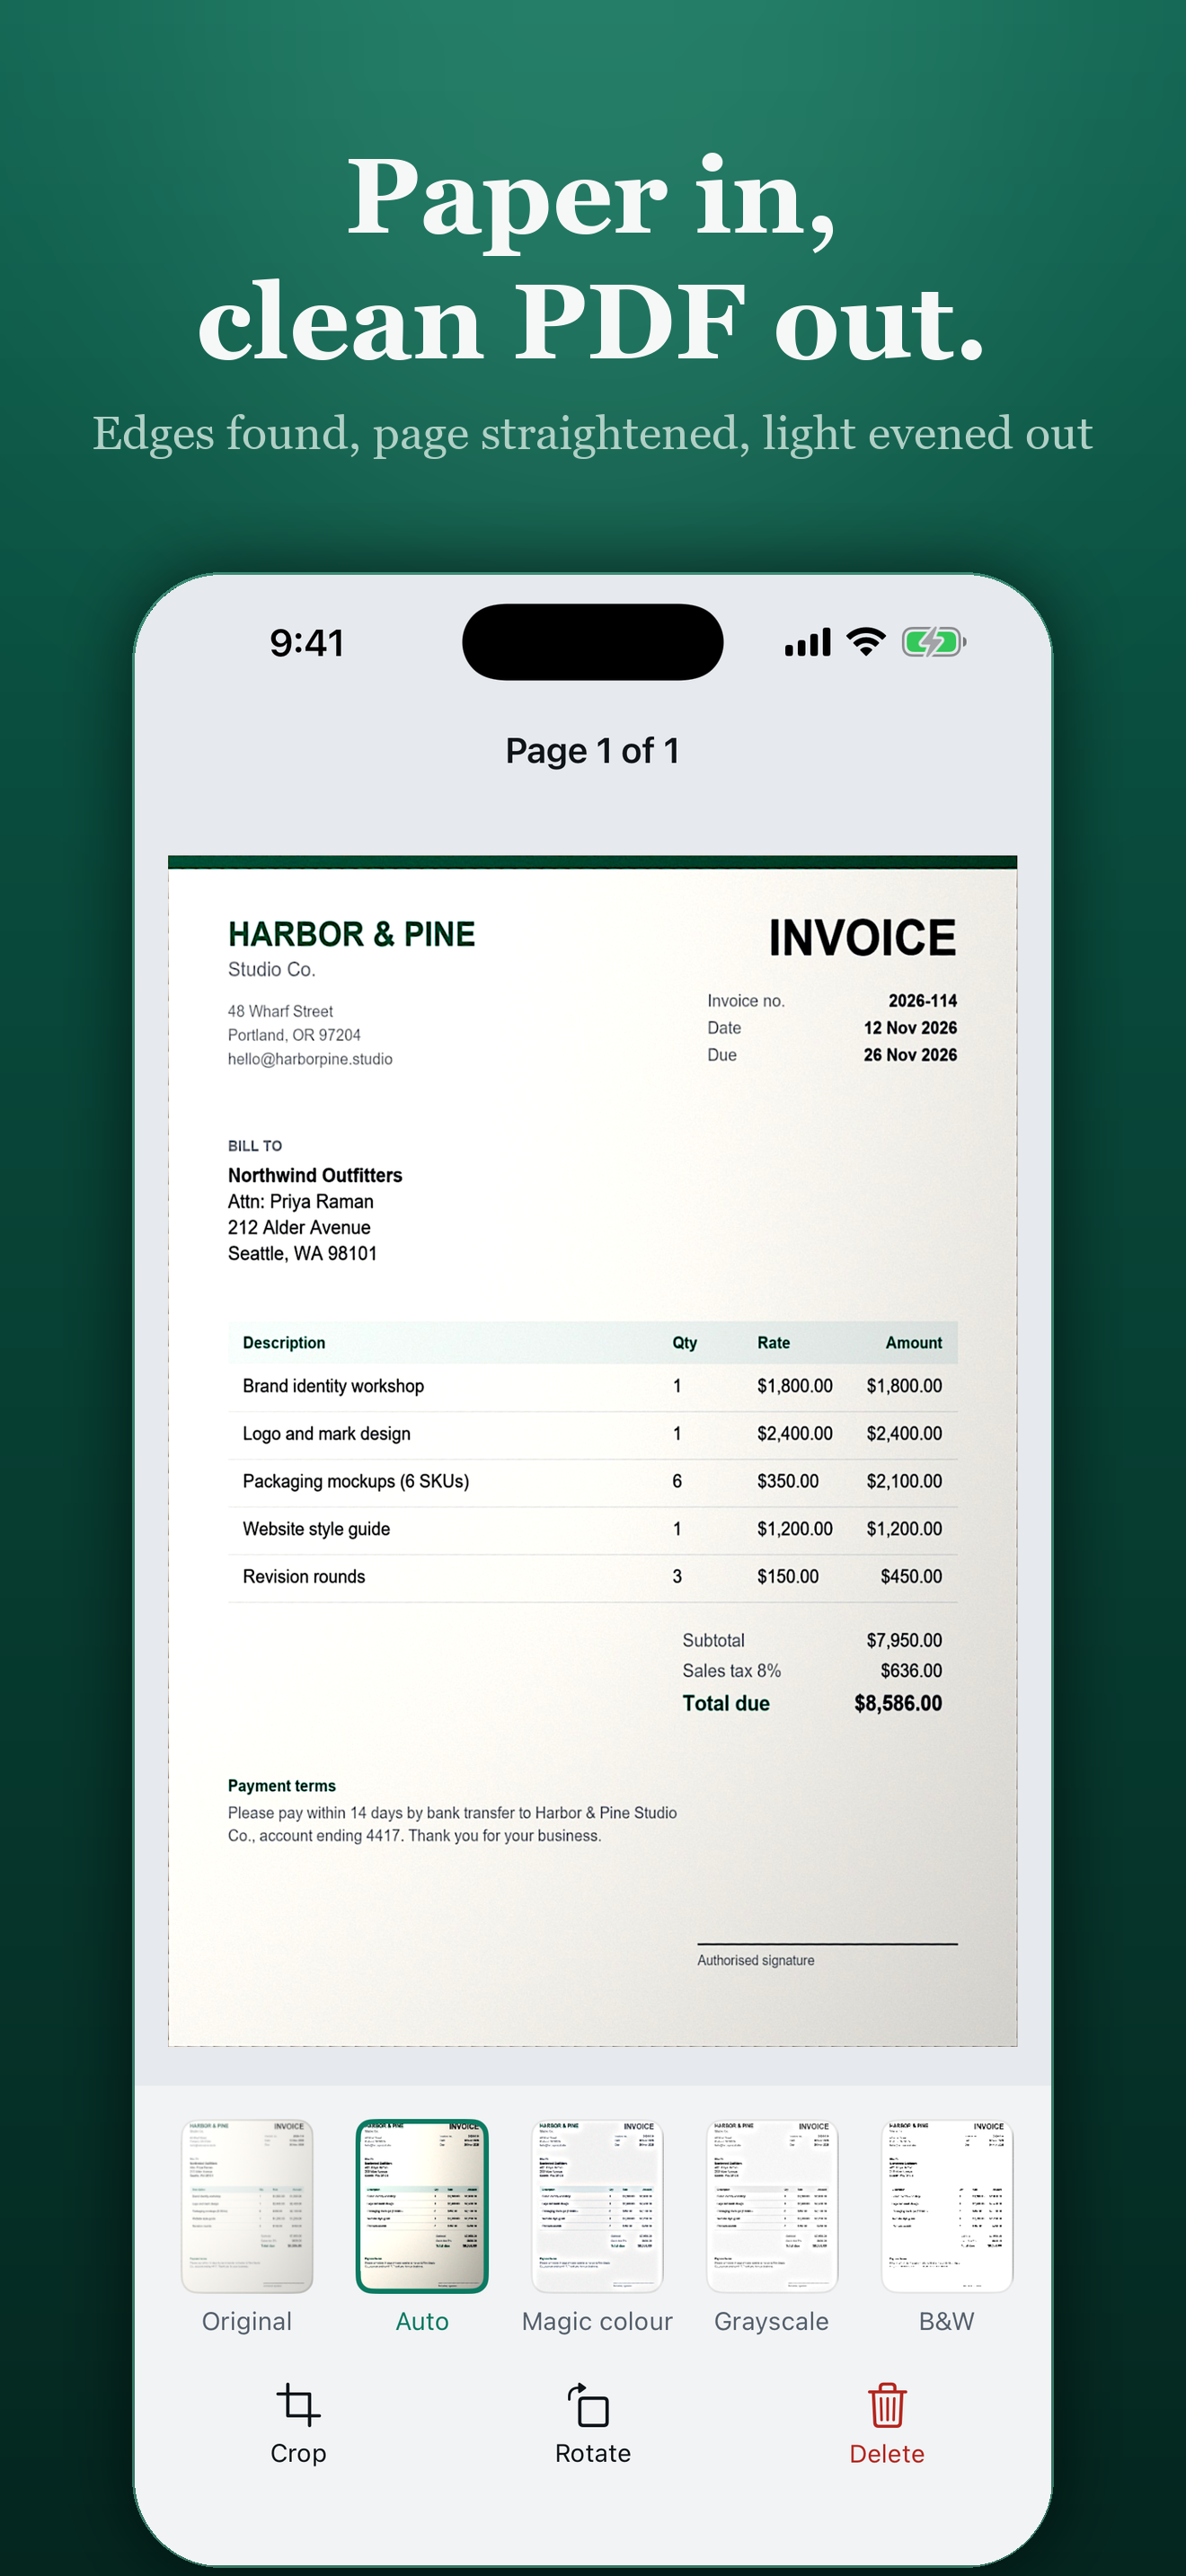 Paper in,
clean PDF out.
Edges found, page straightened, light evened out
9:41
Page 1 of 1
HARBOR & PINE
Studio Co.
48 Wharf Street
Portland, OR 97204
hello@harborpine.studio
INVOICE
Invoice no. 2026-114
Date 12 Nov 2026
Due 26 Nov 2026
BILL TO
Northwind Outfitters
Attn: Priya Raman
212 Alder Avenue
Seattle, WA 98101
Description Qty Rate Amount
Brand identity workshop 1 $1,800.00 $1,800.00
Logo and mark design 1 $2,400.00 $2,400.00
Packaging mockups (6 SKUs) 6 $350.00 $2,100.00
Website style guide 1 $1,200.00 $1,200.00
Revision rounds 3 $150.00 $450.00
Subtotal $7,950.00
Sales tax 8% $636.00
Total due $8,586.00
Payment terms
Please pay within 14 days by bank transfer to Harbor & Pine Studio
Co., account ending 4417. Thank you for your business.
Authorised signature
Original Auto Magic colour Grayscale B&W
Crop Rotate Delete